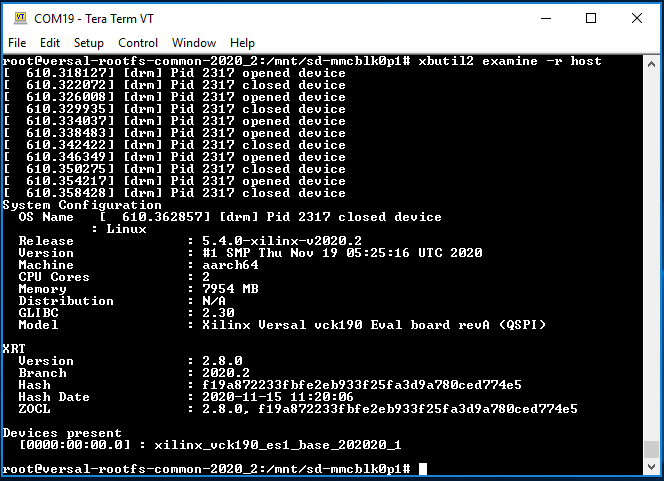 COM19 - Tera Term VT
File Edit Setup Control Window Help
root@versal-rootfs-common-2020_2:/mnt/sd-mmcblk0p1# xbutil2 examine -r host
[  610.318127] [drm] Pid 2317 opened device
[  610.322072] [drm] Pid 2317 closed device
[  610.326008] [drm] Pid 2317 opened device
[  610.329935] [drm] Pid 2317 closed device
[  610.334037] [drm] Pid 2317 opened device
[  610.338483] [drm] Pid 2317 closed device
[  610.342422] [drm] Pid 2317 opened device
[  610.346349] [drm] Pid 2317 closed device
[  610.350275] [drm] Pid 2317 opened device
[  610.354217] [drm] Pid 2317 closed device
[  610.358428] [drm] Pid 2317 opened device
System Configuration
OS Name   [  610.362857] [drm] Pid 2317 closed device
: Linux
Release : 5.4.0-xilinx-v2020.2
Version : #1 SMP Thu Nov 19 05:25:16 UTC 2020
Machine : aarch64
CPU Cores : 2
Memory : 7954 MB
Distribution : N/A
GLIBC : 2.30
Model : Xilinx Versal vck190 Eval board revA (QSPI)
XRT
Version : 2.8.0
Branch : 2020.2
Hash : f19a872233fbfe2eb933f25fa3d9a780ced774e5
Hash Date : 2020-11-15 11:20:06
ZOCL : 2.8.0, f19a872233fbfe2eb933f25fa3d9a780ced774e5
Devices present
[0000:00:00.0] : xilinx_vck190_es1_base_202020_1
root@versal-rootfs-common-2020_2:/mnt/sd-mmcblk0p1#